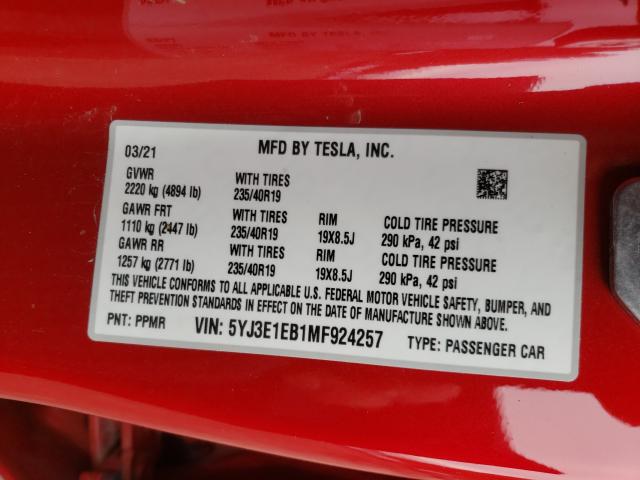 03/21 MFD BY TESLA, INC.
GVWR
2220 kg (4894 lb) WITH TIRES 235/40R19
GAWR FRT
1110 kg (2447 lb) WITH TIRES 235/40R19 RIM 19X8.5J COLD TIRE PRESSURE 290 kPa, 42 psi
GAWR RR
1257 kg (2771 lb) WITH TIRES 235/40R19 RIM 19X8.5J COLD TIRE PRESSURE 290 kPa, 42 psi
THIS VEHICLE CONFORMS TO ALL APPLICABLE U.S. FEDERAL MOTOR VEHICLE SAFETY, BUMPER, AND
THEFT PREVENTION STANDARDS IN EFFECT ON THE DATE OF MANUFACTURE SHOWN ABOVE.
PNT: PPMR VIN: 5YJ3E1EB1MF924257 TYPE: PASSENGER CAR